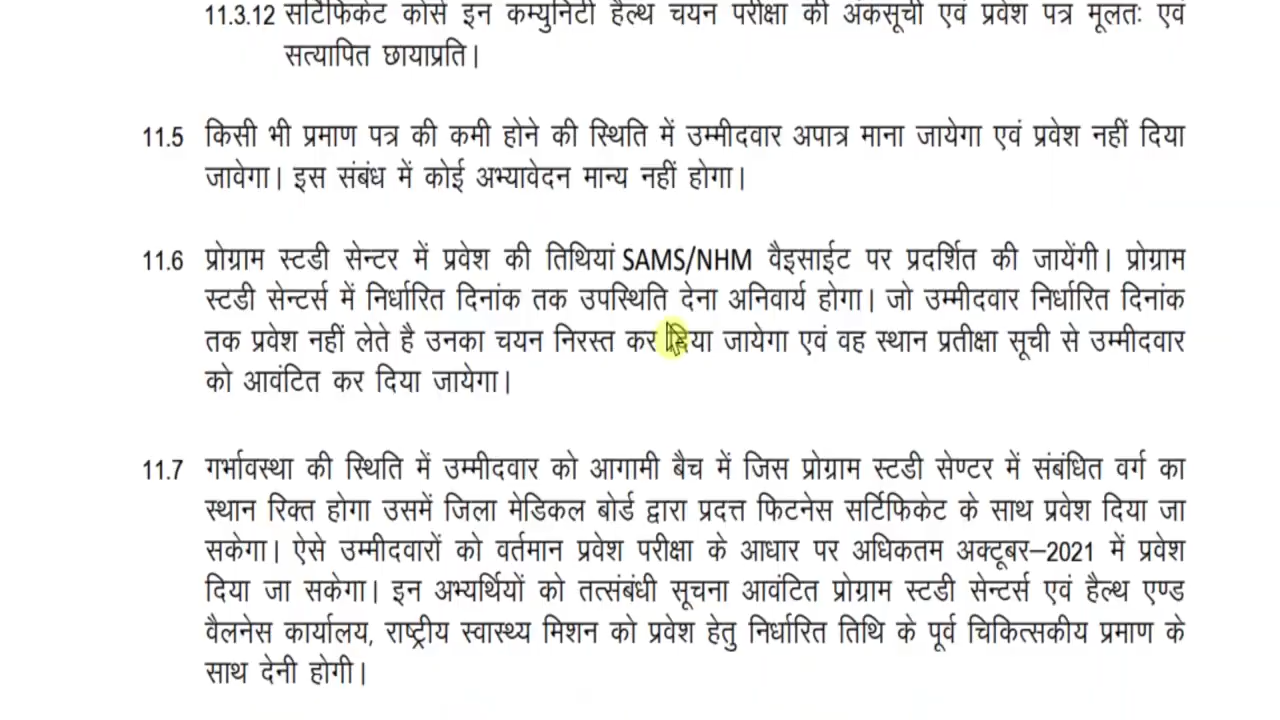 11.3.12 सर्टिफिकेट कोर्स इन कम्युनिटी हैल्थ चयन परीक्षा की अंकसूची एवं प्रवेश पत्र मूलतः एवं
सत्यापित छायाप्रति।
11.5 किसी भी प्रमाण पत्र की कमी होने की स्थिति में उम्मीदवार अपात्र माना जायेगा एवं प्रवेश नहीं दिया
जावेगा। इस संबंध में कोई अभ्यावेदन मान्य नहीं होगा।
11.6 प्रोग्राम स्टडी सेन्टर में प्रवेश की तिथियां SAMS/NHM वैइसाईट पर प्रदर्शित की जायेंगी। प्रोग्राम
स्टडी सेन्टर्स में निर्धारित दिनांक तक उपस्थिति देना अनिवार्य होगा। जो उम्मीदवार निर्धारित दिनांक
तक प्रवेश नहीं लेते है उनका चयन निरस्त कर दिया जायेगा एवं वह स्थान प्रतीक्षा सूची से उम्मीदवार
को आवंटित कर दिया जायेगा।
11.7 गर्भावस्था की स्थिति में उम्मीदवार को आगामी बैच में जिस प्रोग्राम स्टडी सेण्टर में संबंधित वर्ग का
स्थान रिक्त होगा उसमें जिला मेडिकल बोर्ड द्वारा प्रदत्त फिटनेस सर्टिफिकेट के साथ प्रवेश दिया जा
सकेगा। ऐसे उम्मीदवारों को वर्तमान प्रवेश परीक्षा के आधार पर अधिकतम अक्टूबर–2021 में प्रवेश
दिया जा सकेगा। इन अभ्यर्थियों को तत्संबंधी सूचना आवंटित प्रोग्राम स्टडी सेन्टर्स एवं हैल्थ एण्ड
वैलनेस कार्यालय, राष्ट्रीय स्वास्थ्य मिशन को प्रवेश हेतु निर्धारित तिथि के पूर्व चिकित्सकीय प्रमाण के
साथ देनी होगी।